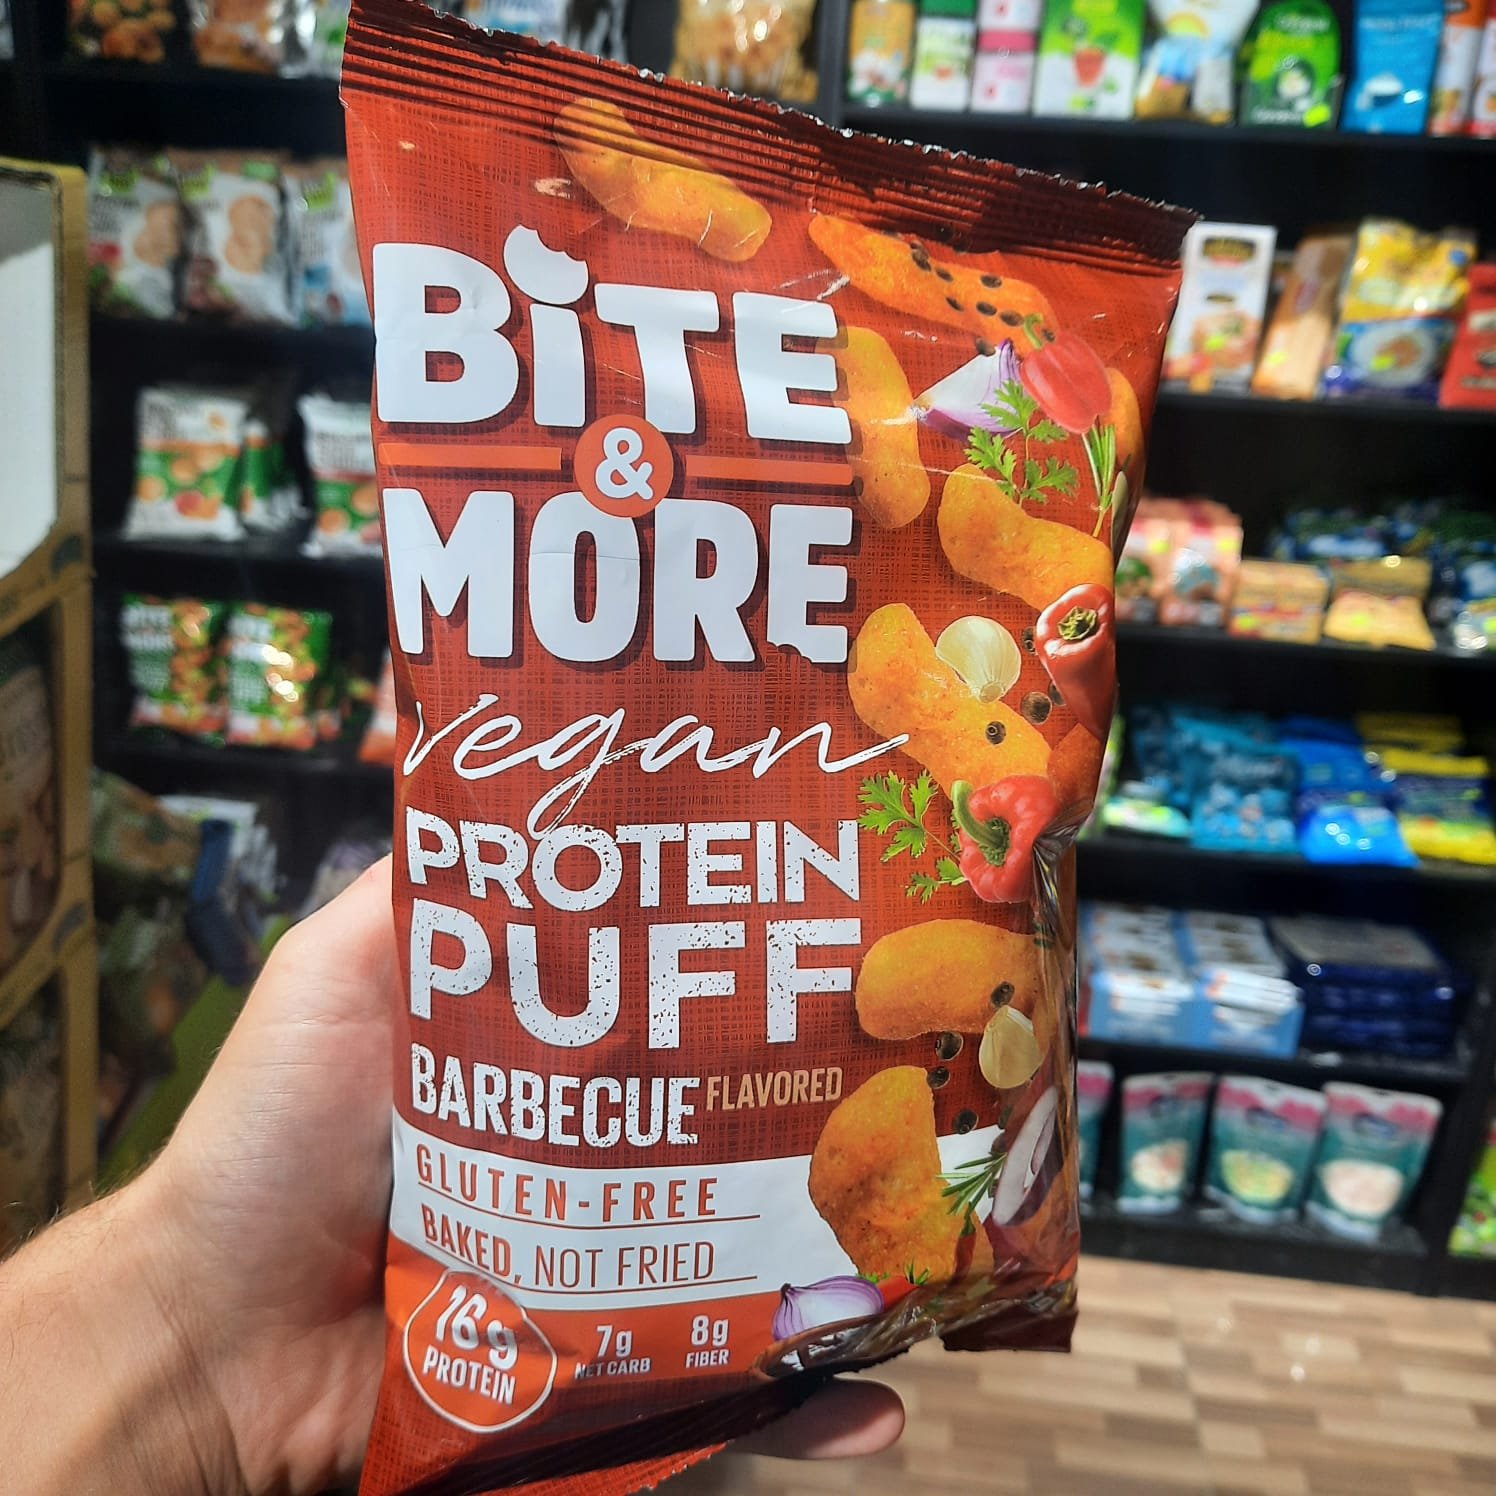 BiTE
&
MORE
vegan
PROTEIN
PUFF
BARBECUE FLAVORED
GLUTEN-FREE
BAKED, NOT FRIED
16g
PROTEIN
7g
NET CARB
8g
FIBER